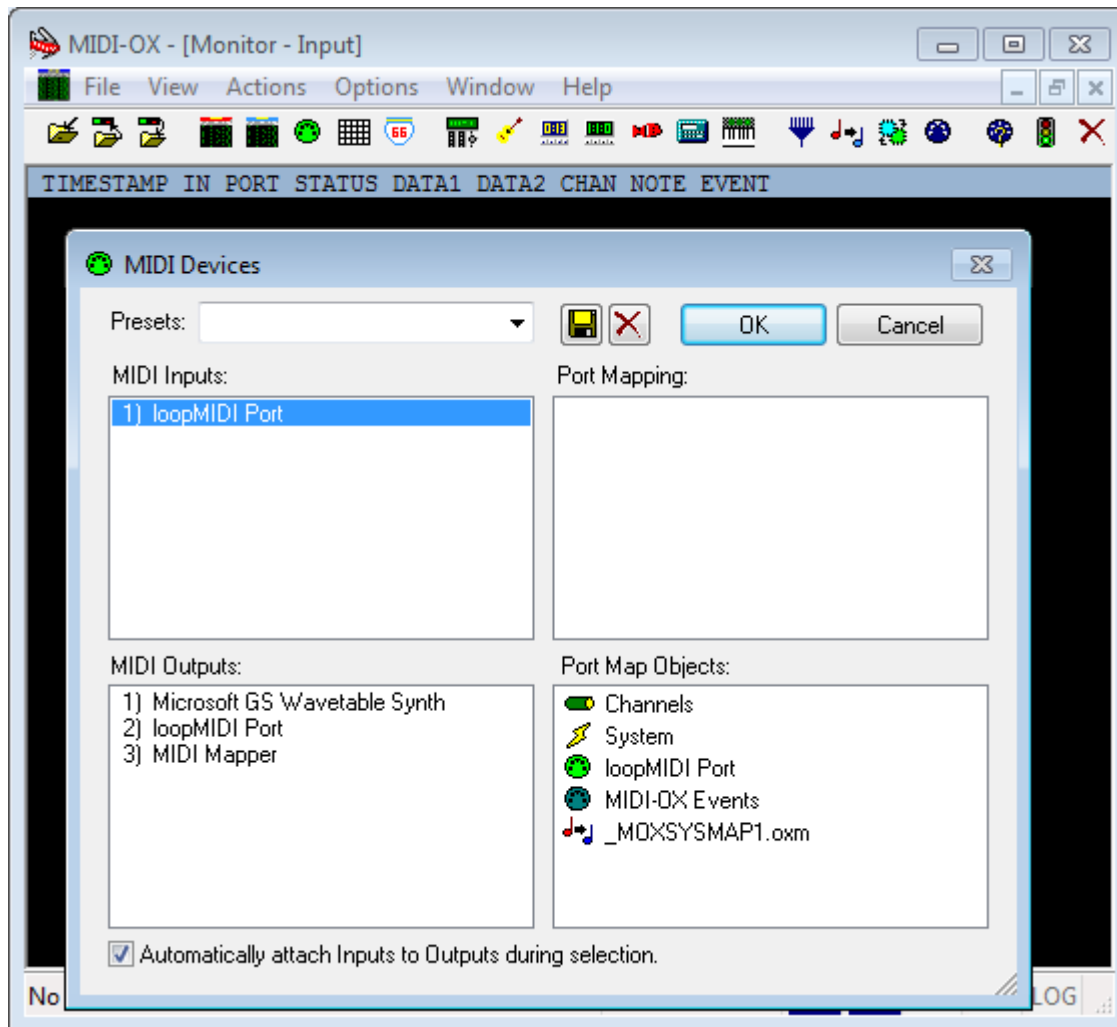 MIDI-OX - [Monitor - Input]
File View Actions Options Window Help
66
TIMESTAMP IN PORT STATUS DATA1 DATA2 CHAN NOTE EVENT
MIDI Devices
Presets:
OK
Cancel
MIDI Inputs:
1) loopMIDI Port
Port Mapping:
MIDI Outputs:
1) Microsoft GS Wavetable Synth
2) loopMIDI Port
3) MIDI Mapper
Port Map Objects:
Channels
System
loopMIDI Port
MIDI-OX Events
_MOXSYSMAP1.oxm
Automatically attach Inputs to Outputs during selection.
No
LOG